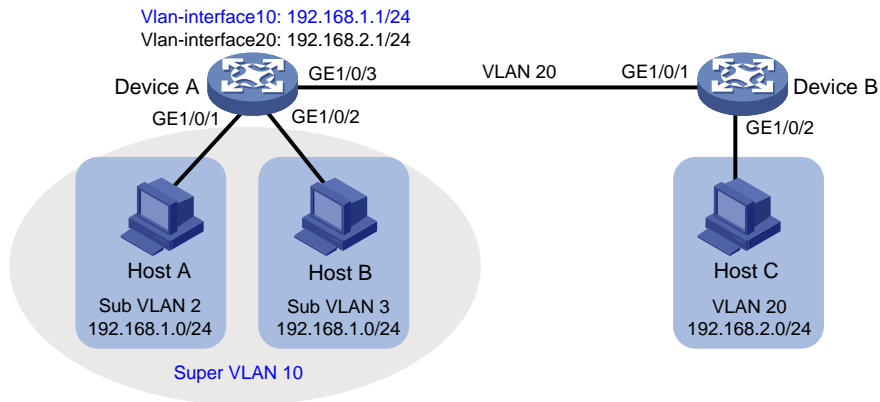 Vlan-interface10: 192.168.1.1/24
Vlan-interface20: 192.168.2.1/24
Device A
GE1/0/3
VLAN 20
GE1/0/1
Device B
GE1/0/1
GE1/0/2
GE1/0/2
Host A
Host B
Host C
Sub VLAN 2
192.168.1.0/24
Sub VLAN 3
192.168.1.0/24
VLAN 20
192.168.2.0/24
Super VLAN 10